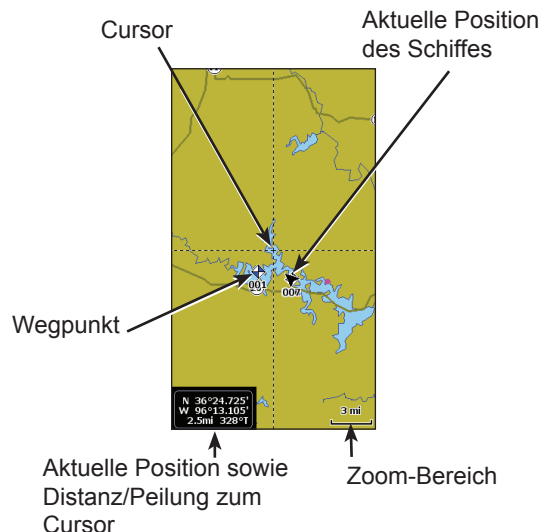 Cursor
Aktuelle Position
des Schiffes
Wegpunkt
001
007
N 36°24.725'
W 96°13.105'
2.5mi 328°T
3 mi
Aktuelle Position sowie
Distanz/Peilung zum
Cursor
Zoom-Bereich